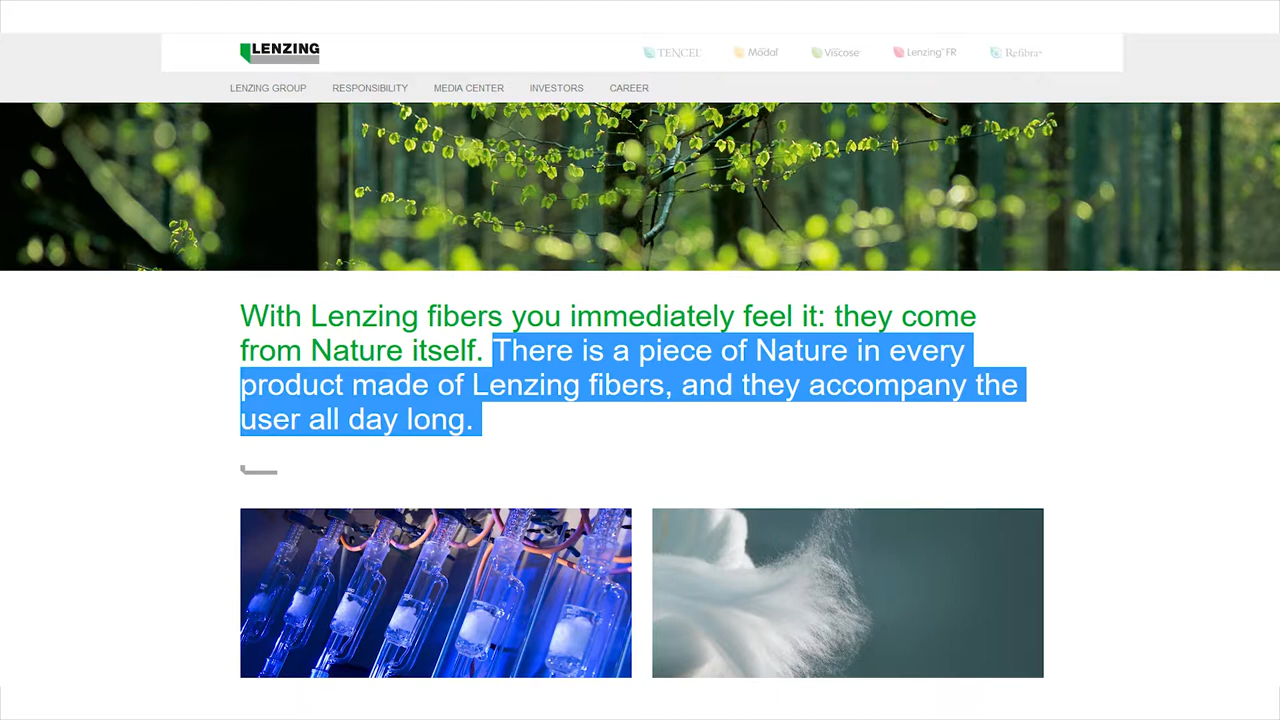 LENZING
TENCEL
Modal
Viscose
Lenzing FR
Refibra™
LENZING GROUP RESPONSIBILITY MEDIA CENTER INVESTORS CAREER
With Lenzing fibers you immediately feel it: they come
from Nature itself. There is a piece of Nature in every
product made of Lenzing fibers, and they accompany the
user all day long.